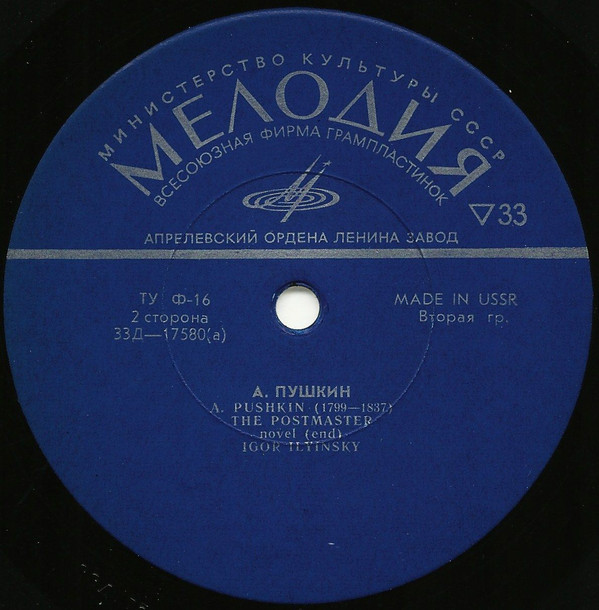 МИНИСТЕРСТВО КУЛЬТУРЫ СССР
МЕЛОДИЯ
ВСЕСОЮЗНАЯ ФИРМА ГРАМПЛАСТИНОК
▽33
АПРЕЛЕВСКИЙ ОРДЕНА ЛЕНИНА ЗАВОД
ТУ Ф-16
2 сторона
33Д—17580(а)
MADE IN USSR
Вторая гр.
А. ПУШКИН
A. PUSHKIN (1799—1837)
THE POSTMASTER
novel (end)
IGOR ILYINSKY